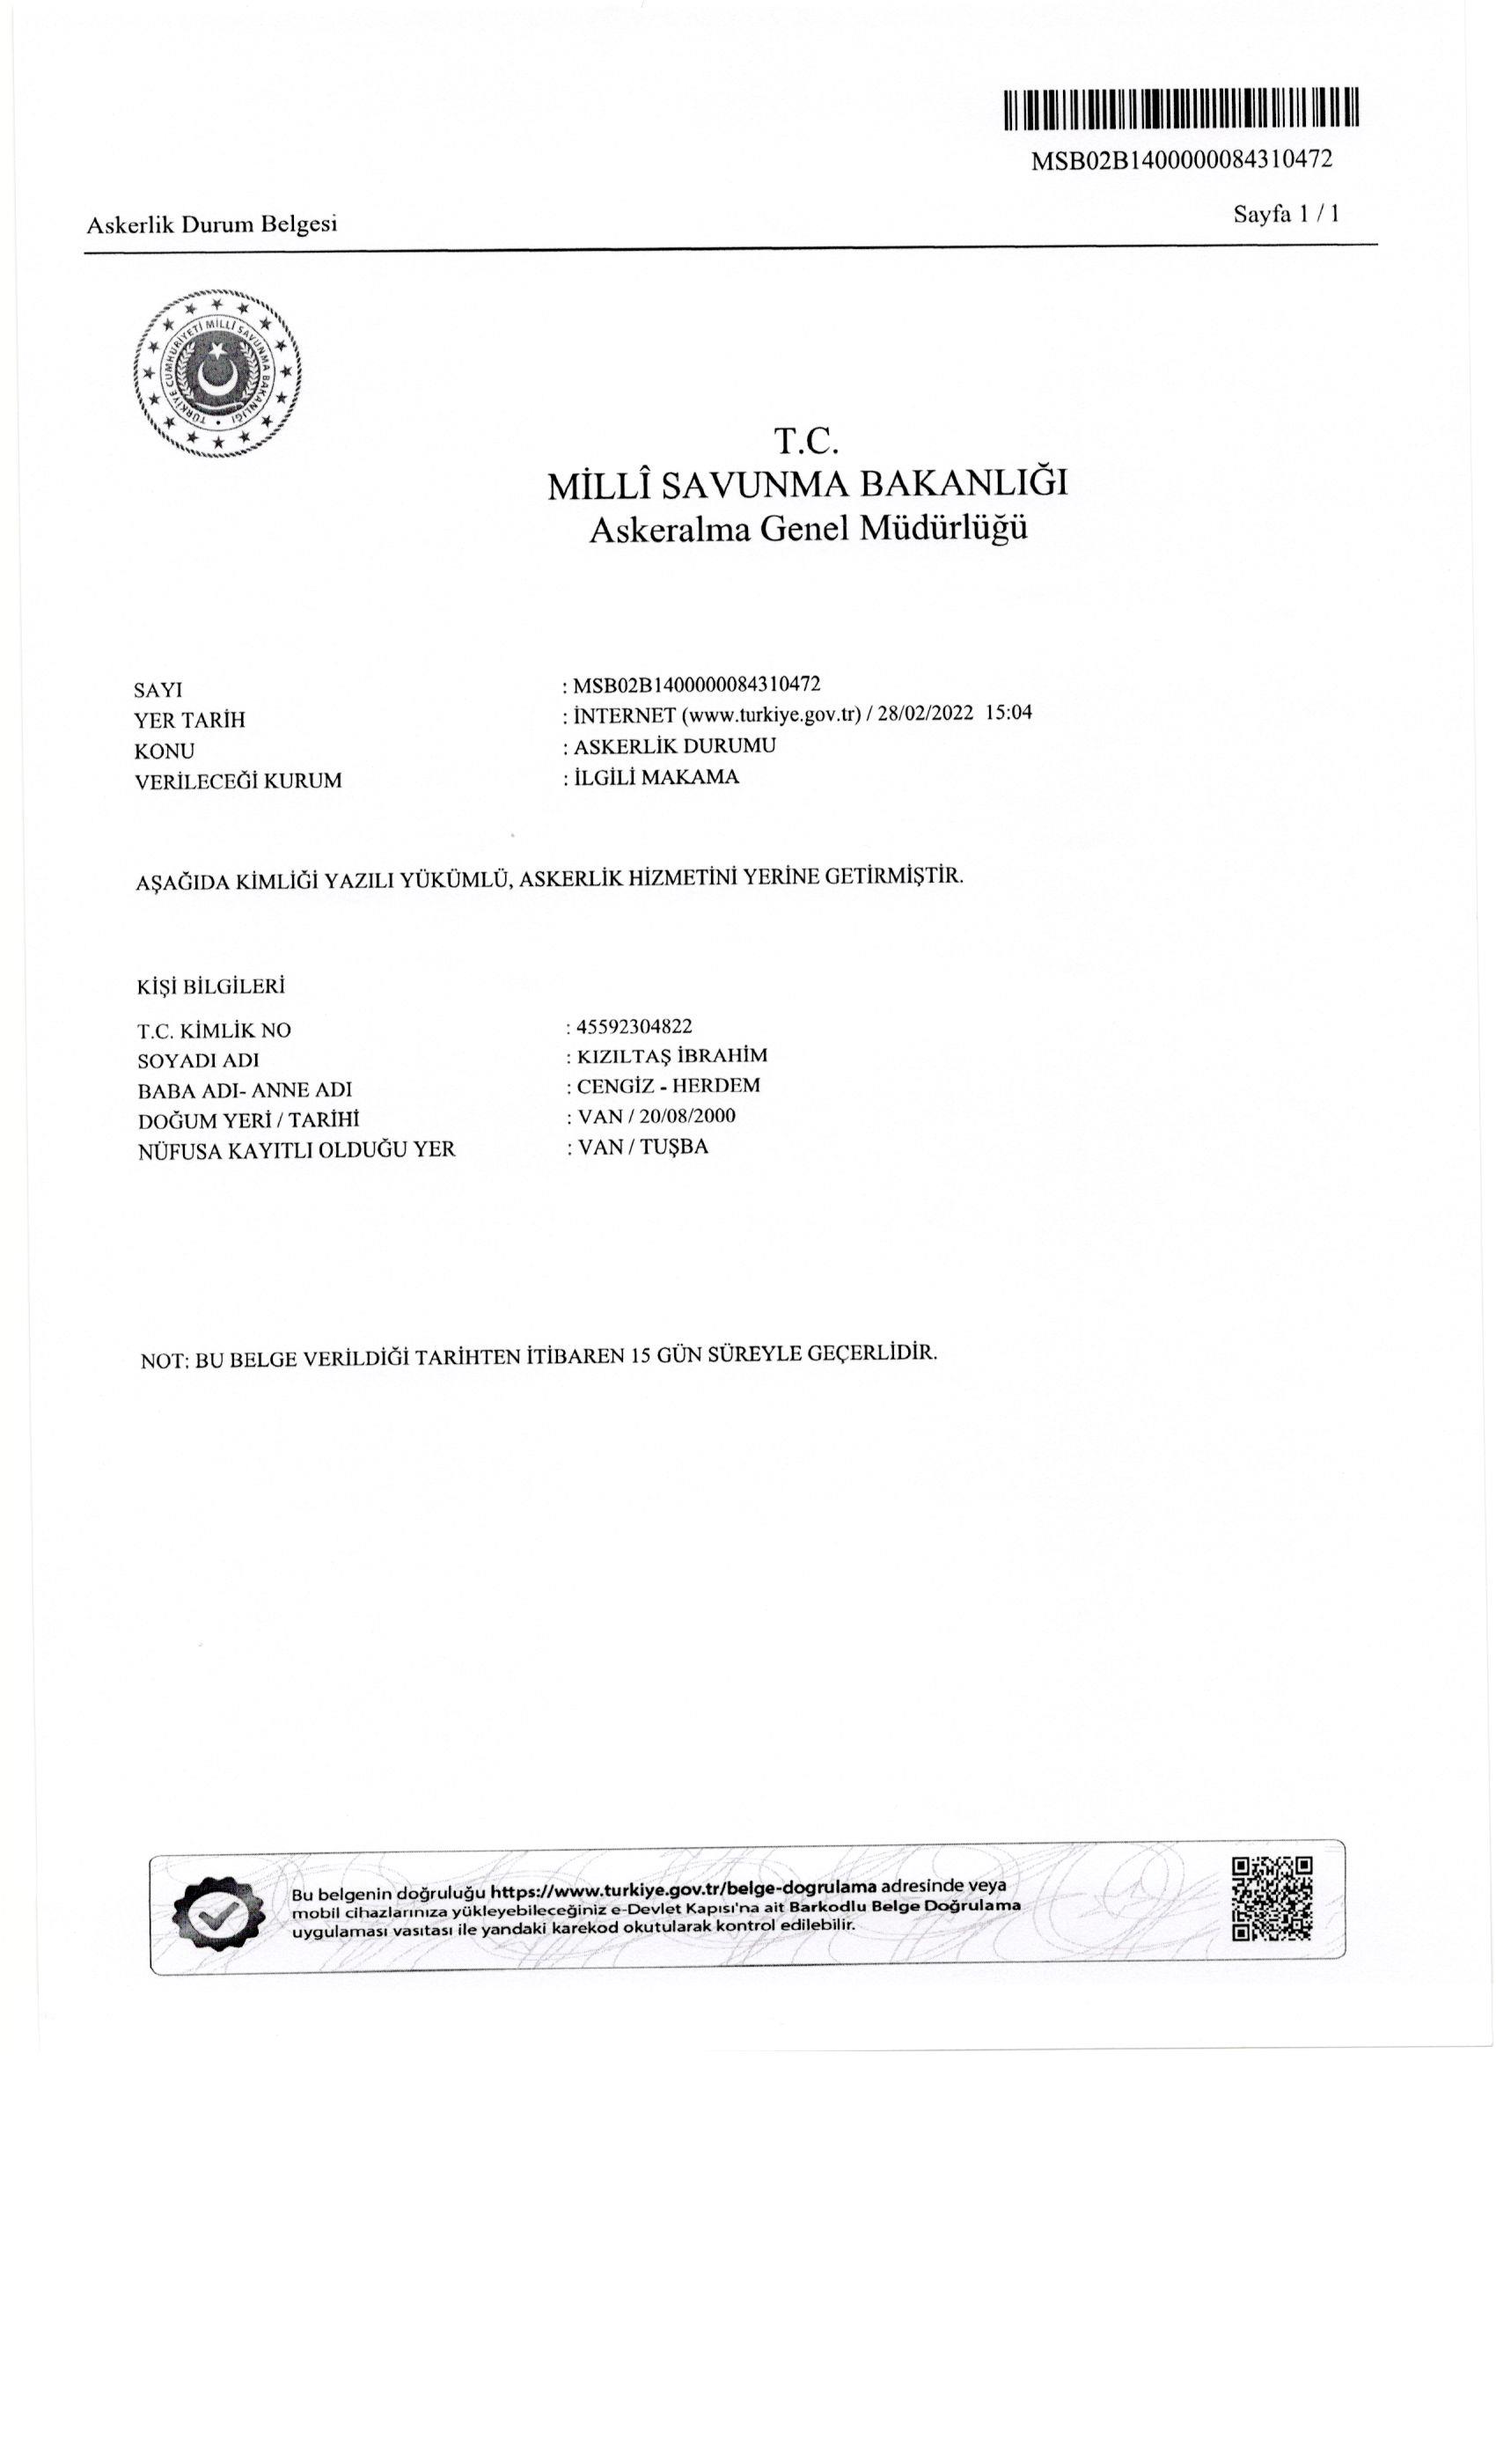 MSB02B1400000084310472
Askerlik Durum Belgesi
Sayfa 1 / 1
TÜRKİYE CUMHURİYETİ MİLLİ SAVUNMA BAKANLIĞI
T.C.
MİLLÎ SAVUNMA BAKANLIĞI
Askeralma Genel Müdürlüğü
SAYI : MSB02B1400000084310472
YER TARİH : İNTERNET (www.turkiye.gov.tr) / 28/02/2022 15:04
KONU : ASKERLİK DURUMU
VERİLECEĞİ KURUM : İLGİLİ MAKAMA
AŞAĞIDA KİMLİĞİ YAZILI YÜKÜMLÜ, ASKERLİK HİZMETİNİ YERİNE GETİRMİŞTİR.
KİŞİ BİLGİLERİ
T.C. KİMLİK NO : 45592304822
SOYADI ADI : KIZILTAŞ İBRAHİM
BABA ADI- ANNE ADI : CENGİZ - HERDEM
DOĞUM YERİ / TARİHİ : VAN / 20/08/2000
NÜFUSA KAYITLI OLDUĞU YER : VAN / TUŞBA
NOT: BU BELGE VERİLDİĞİ TARİHTEN İTİBAREN 15 GÜN SÜREYLE GEÇERLİDİR.
Bu belgenin doğruluğu https://www.turkiye.gov.tr/belge-dogrulama adresinde veya
mobil cihazlarınıza yükleyebileceğiniz e-Devlet Kapısı'na ait Barkodlu Belge Doğrulama
uygulaması vasıtası ile yandaki karekod okutularak kontrol edilebilir.